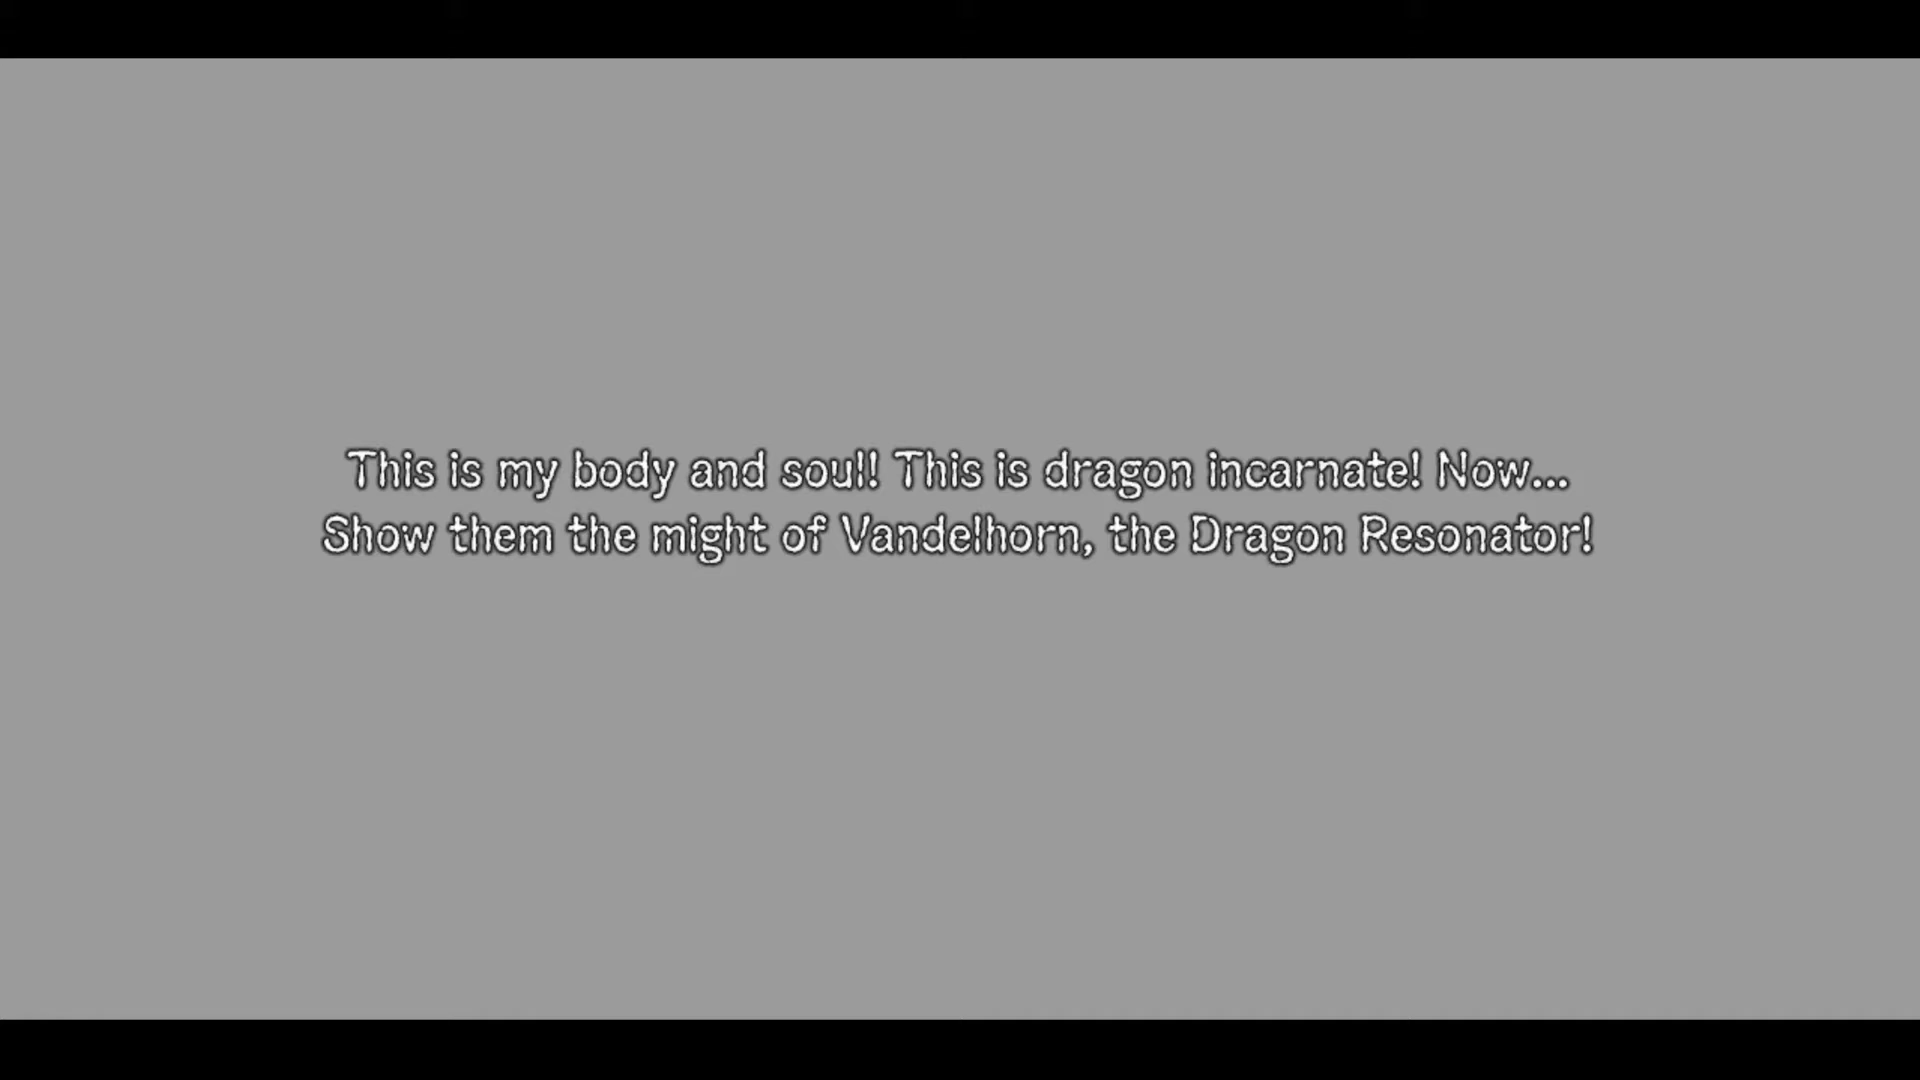 This is my body and soul! This is dragon incarnate! Now...
Show them the might of Vandelhorn, the Dragon Resonator!